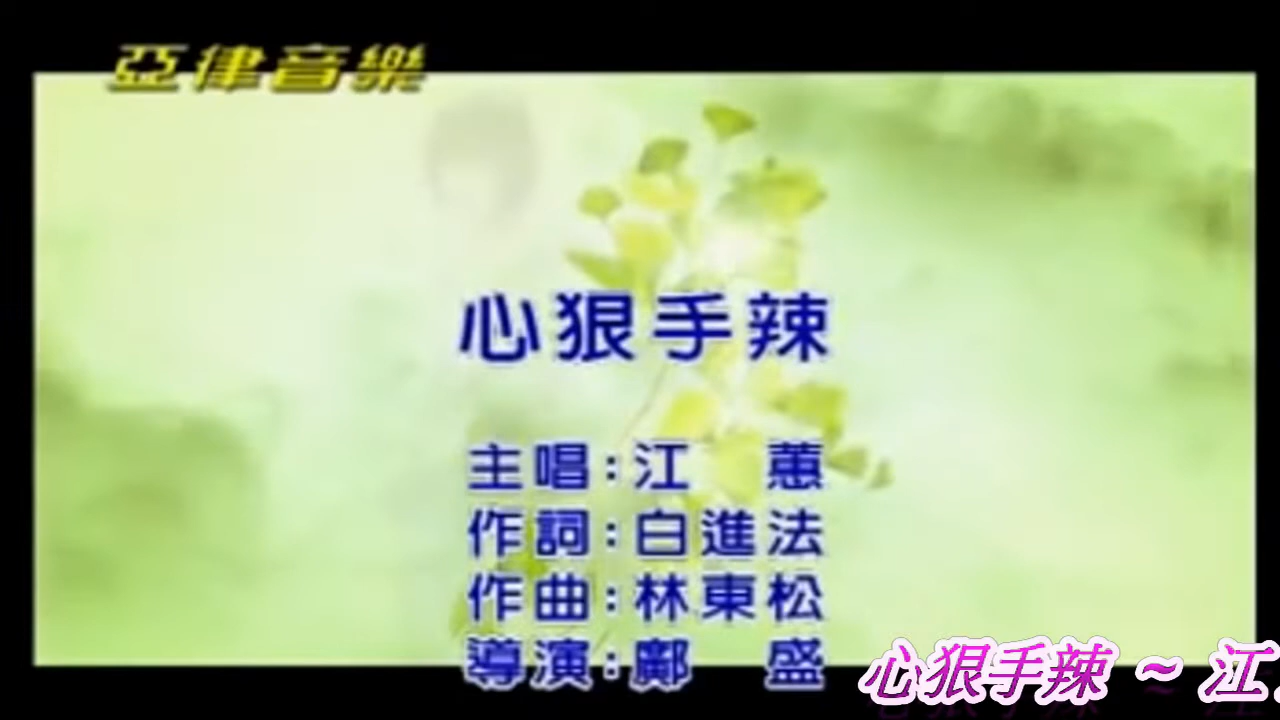 亞律音樂
心狠手辣
主唱:江 蕙
作詞:白進法
作曲:林東松
導演:鄺 盛
心狠手辣 ~ 江